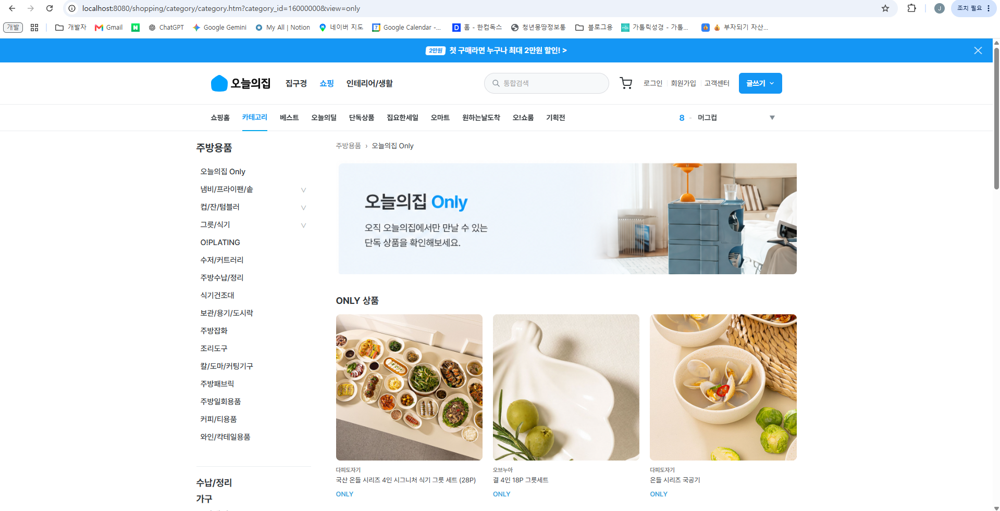 localhost:8080/shopping/category/category.htm?category_id=16000000&view=only
J
조치 필요
개발
개발자
Gmail
N
ChatGPT
Google Gemini
My All | Notion
네이버 지도
7
Google Calendar -...
D
홈 - 한컴독스
청년몽땅정보통
블로그용
가톨릭성경 - 가톨...
부자되기 자산...
2만원 첫 구매라면 누구나 최대 2만원 할인! >
오늘의집
집구경
쇼핑
인테리어/생활
통합검색
로그인
회원가입
고객센터
글쓰기
쇼핑홈
카테고리
베스트
오늘의딜
단독상품
집요한세일
오마트
원하는날도착
오!쇼룸
기획전
8 - 머그컵
▼
주방용품
오늘의집 Only
냄비/프라이팬/솥
컵/잔/텀블러
그릇/식기
O!PLATING
수저/커트러리
주방수납/정리
식기건조대
보관/용기/도시락
주방잡화
조리도구
칼/도마/커팅기구
주방패브릭
주방일회용품
커피/티용품
와인/칵테일용품
수납/정리
가구
주방용품 › 오늘의집 Only
오늘의집 Only
오직 오늘의집에서만 만날 수 있는
단독 상품을 확인해보세요.
ONLY 상품
다피도자기
국산 온들 시리즈 4인 시그니처 식기 그릇 세트 (28P)
ONLY
오브누아
결 4인 18P 그릇세트
ONLY
다피도자기
온들 시리즈 국공기
ONLY